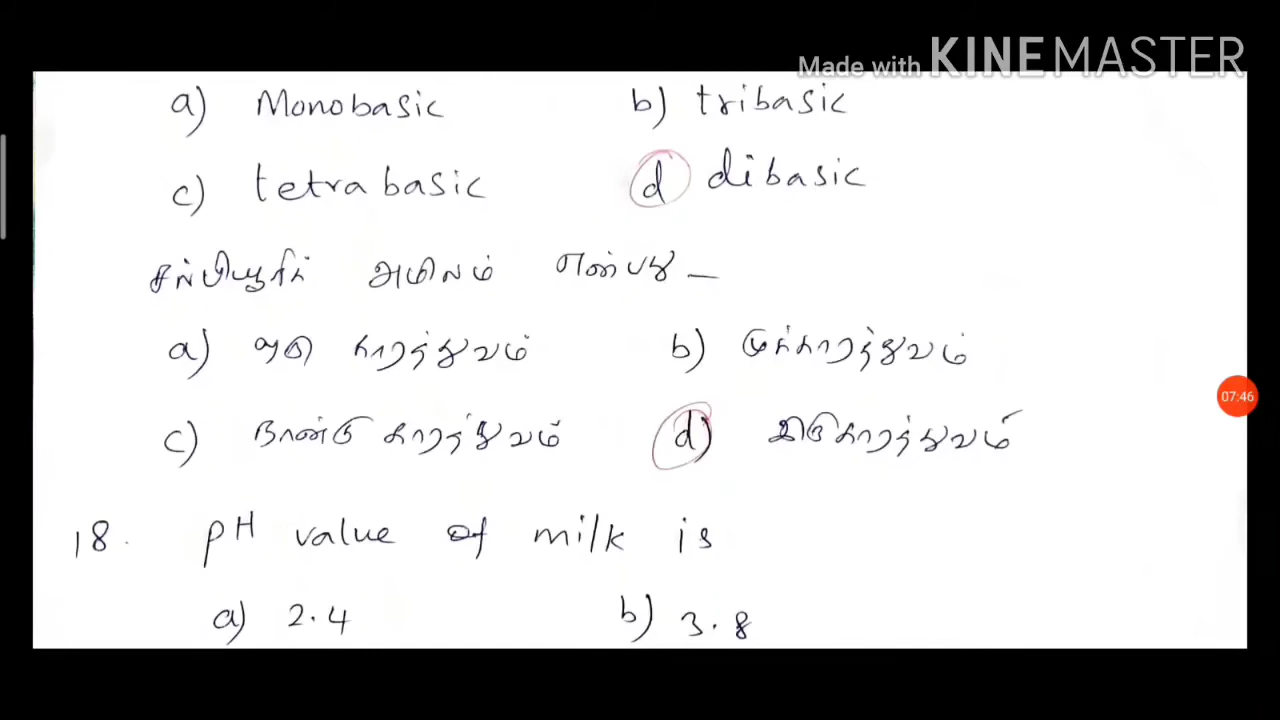 Made with KINEMASTER
a) Monobasic b) tribasic
c) tetrabasic d dibasic
சல்பியூரிக் அமிலம் என்பது —
a) ஒரு காரத்துவம் b) முக்காரத்துவம்
07:46
c) நான்கு காரத்துவம் d) இருகாரத்துவம்
18. pH value of milk is
a) 2.4 b) 3.8